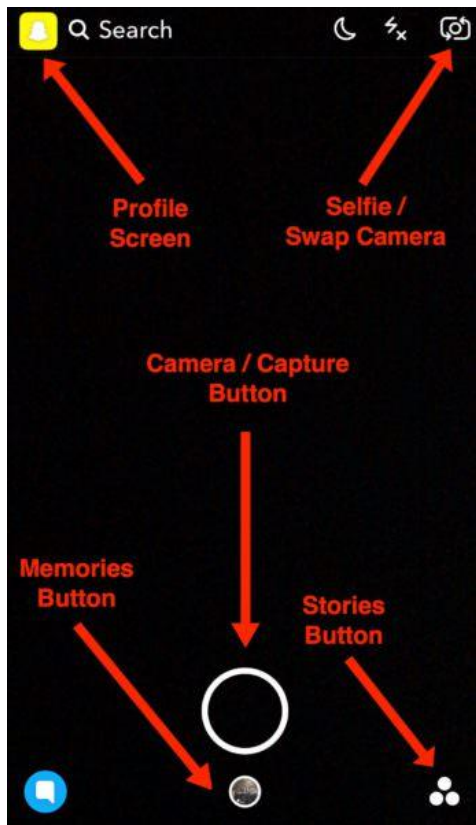 Search
Profile
Screen
Selfie /
Swap Camera
Camera / Capture
Button
Memories
Button
Stories
Button